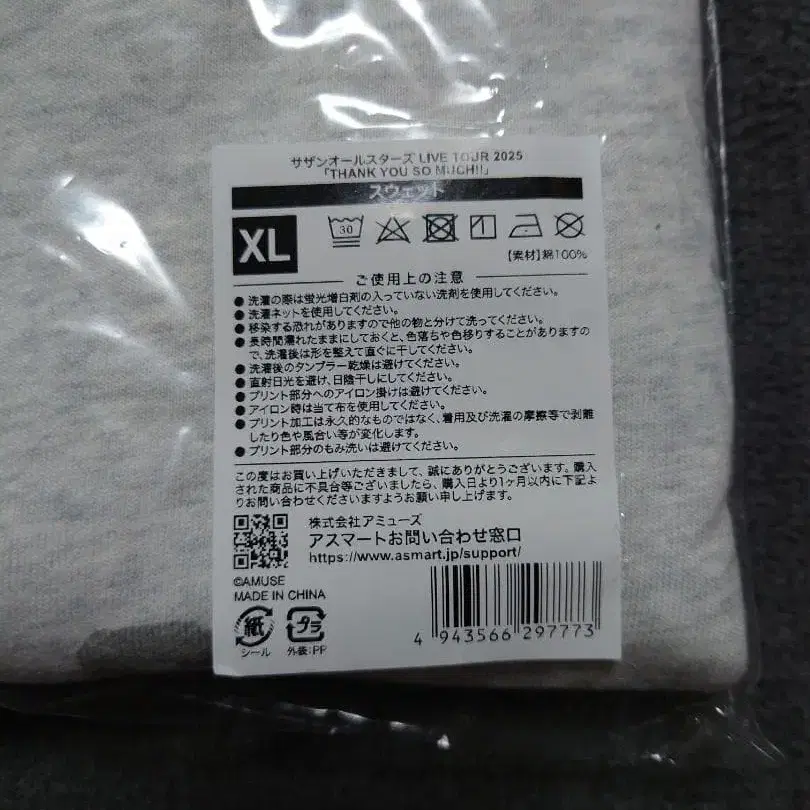 サザンオールスターズ LIVE TOUR 2025
「THANK YOU SO MUCH!!」
スウェット
XL
30
【素材】綿100%
ご使用上の注意
● 洗濯の際は蛍光増白剤の入っていない洗剤を使用してください。
● 洗濯ネットを使用してください。
● 移染する恐れがありますので他の物と分けて洗ってください。
● 長時間濡れたままにしておくと、色落ちや色移りすることがありますの
で、洗濯後は形を整えて直ぐに干してください。
● 洗濯後のタンブラー乾燥は避けてください。
● 直射日光を避け、日陰干しにしてください。
● プリント部分へのアイロン掛けは避けてください。
● アイロン時は当て布を使用してください。
● プリント加工は永久的なものではなく、着用及び洗濯の摩擦等で剥離
したり色や風合い等が変化します。
● プリント部分のもみ洗いは避けてください。
この度はお買い上げいただきまして、誠にありがとうございます。購入
された商品に不具合等ございましたら、購入日より1ヶ月以内に下記よ
りお問い合わせくださいますようお願い申し上げます。
株式会社アミューズ
アスマートお問い合わせ窓口
https://www.asmart.jp/support/
©AMUSE
MADE IN CHINA
紙
シール
プラ
外袋:PP
4 943566 297773